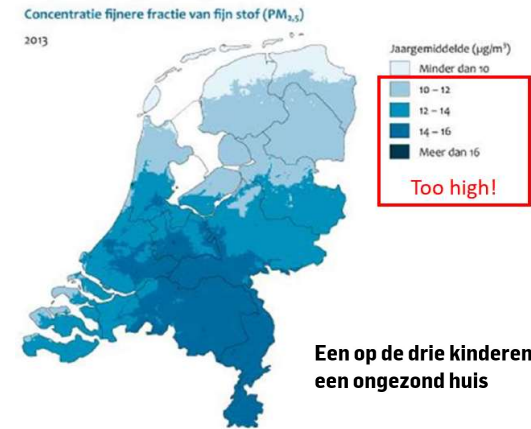 Concentratie fijnere fractie van fijn stof (PM₂,₅)
2013
Jaargemiddelde (µg/m³)
Minder dan 10
10 – 12
12 – 14
14 – 16
Meer dan 16
Too high!
Een op de drie kinderen
een ongezond huis